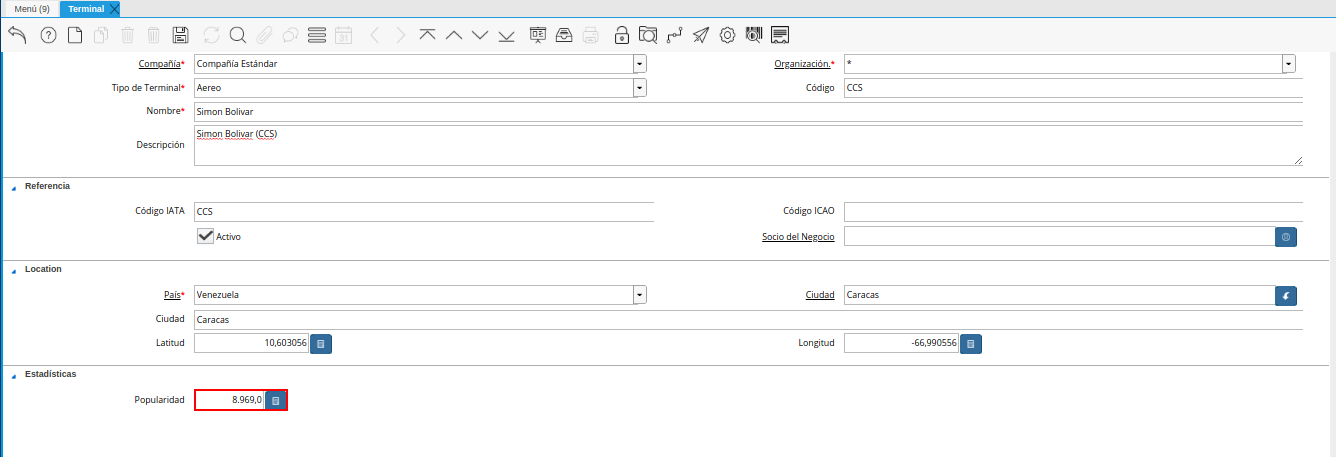 Menú (9) Terminal
31
Compañía* Compañía Estándar Organización.* *
Tipo de Terminal* Aereo Código CCS
Nombre* Simon Bolivar
Descripción Simon Bolivar (CCS)
Referencia
Código IATA CCS Código ICAO
Activo Socio del Negocio
Location
País* Venezuela Ciudad Caracas
Ciudad Caracas
Latitud 10,603056 Longitud -66,990556
Estadísticas
Popularidad 8.969,0